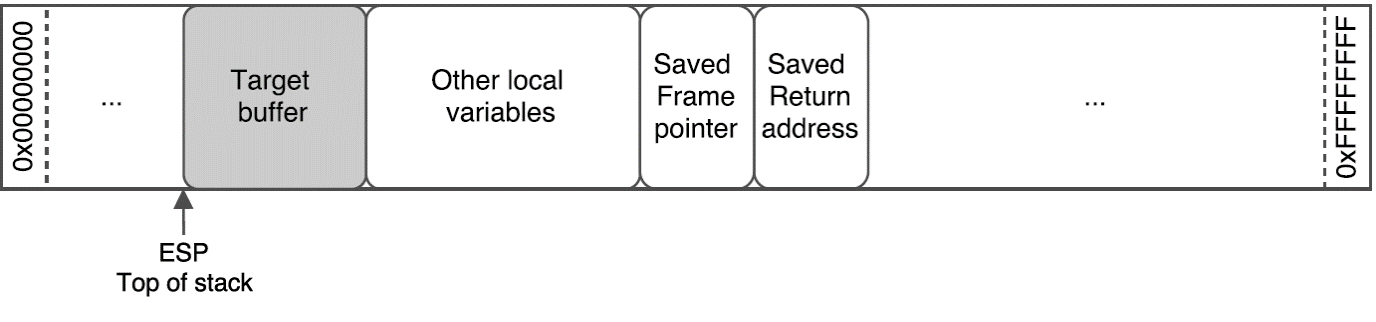 0x00000000
...
Target
buffer
Other local
variables
Saved
Frame
pointer
Saved
Return
address
...
0xFFFFFFFF
ESP
Top of stack